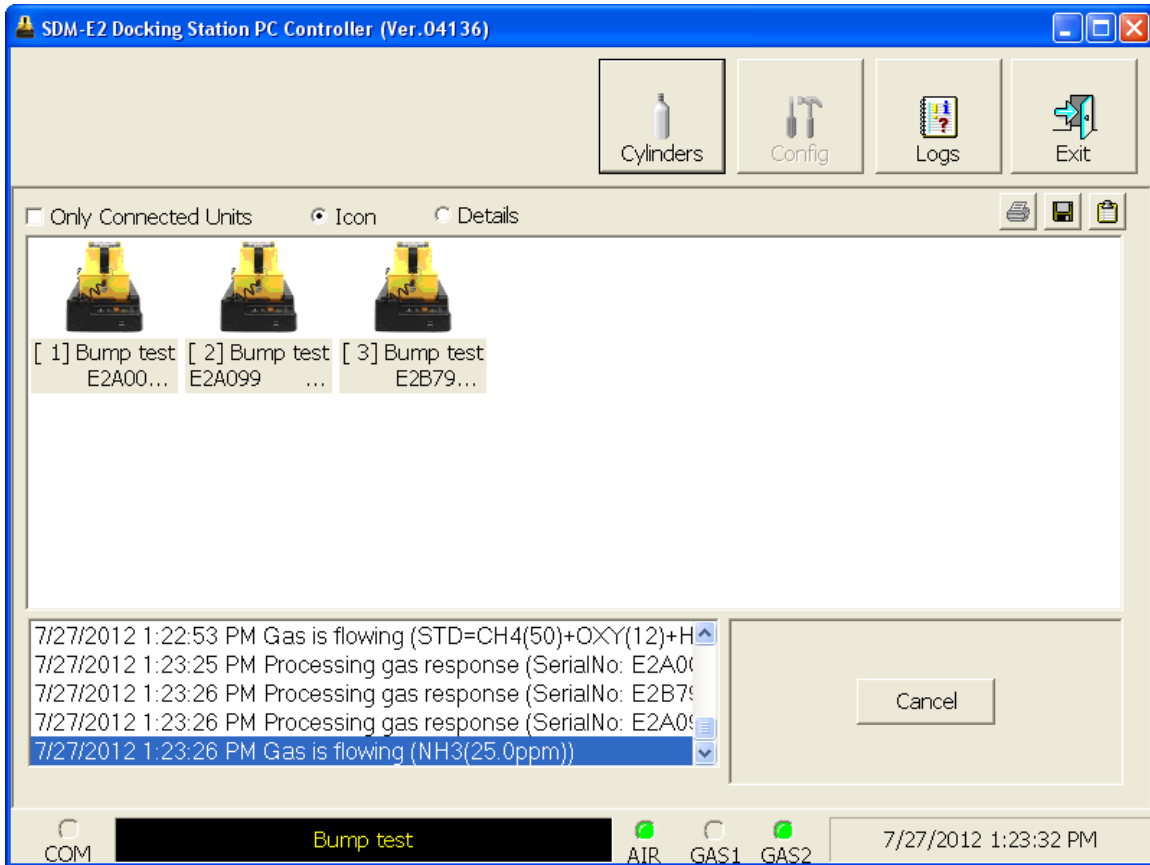 SDM-E2 Docking Station PC Controller (Ver.04136)
Cylinders
Config
Logs
Exit
Only Connected Units
Icon
Details
[ 1] Bump test
E2A00...
[ 2] Bump test
E2A099 ...
[ 3] Bump test
E2B79...
7/27/2012 1:22:53 PM Gas is flowing (STD=CH4(50)+OXY(12)+H
7/27/2012 1:23:25 PM Processing gas response (SerialNo: E2A00
7/27/2012 1:23:26 PM Processing gas response (SerialNo: E2B79
7/27/2012 1:23:26 PM Processing gas response (SerialNo: E2A09
7/27/2012 1:23:26 PM Gas is flowing (NH3(25.0ppm))
Cancel
COM
Bump test
AIR
GAS1
GAS2
7/27/2012 1:23:32 PM